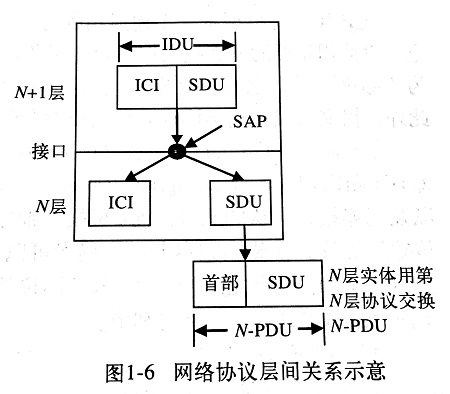 IDU
N+1层
ICI
SDU
SAP
接口
N层
ICI
SDU
首部
SDU
N层实体用第
N层协议交换
N-PDU
N-PDU
图1-6 网络协议层间关系示意